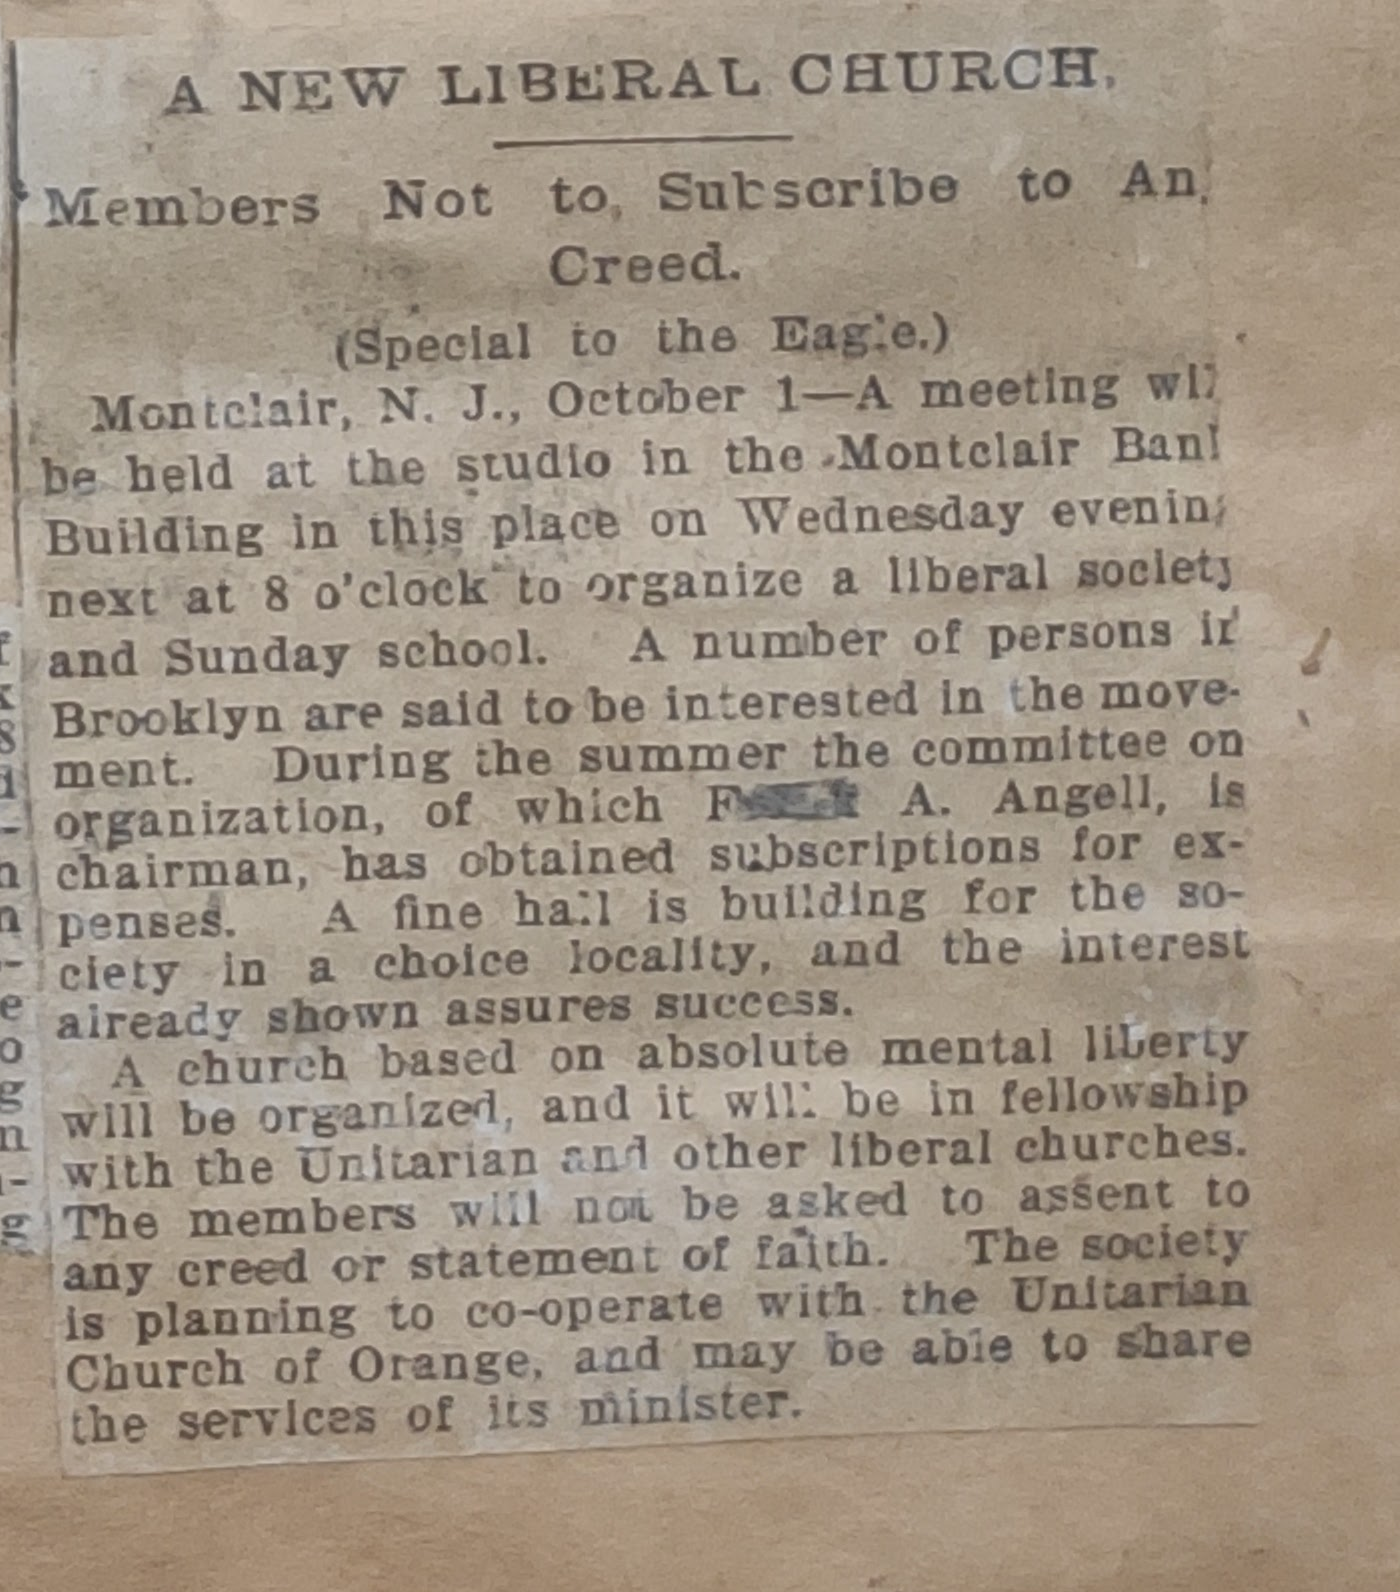 A NEW LIBERAL CHURCH.
Members Not to Subscribe to An
Creed.
(Special to the Eagle.)
Montclair, N. J., October 1—A meeting wil
be held at the studio in the Montclair Bank
Building in this place on Wednesday evening
next at 8 o'clock to organize a liberal society
and Sunday school. A number of persons in
Brooklyn are said to be interested in the move-
ment. During the summer the committee on
organization, of which A. Angell, is
chairman, has obtained subscriptions for ex-
penses. A fine hall is building for the so-
ciety in a choice locality, and the interest
already shown assures success.
A church based on absolute mental liberty
will be organized, and it will be in fellowship
with the Unitarian and other liberal churches.
The members will not be asked to assent to
any creed or statement of faith. The society
is planning to co-operate with the Unitarian
Church of Orange, and may be able to share
the services of its minister.